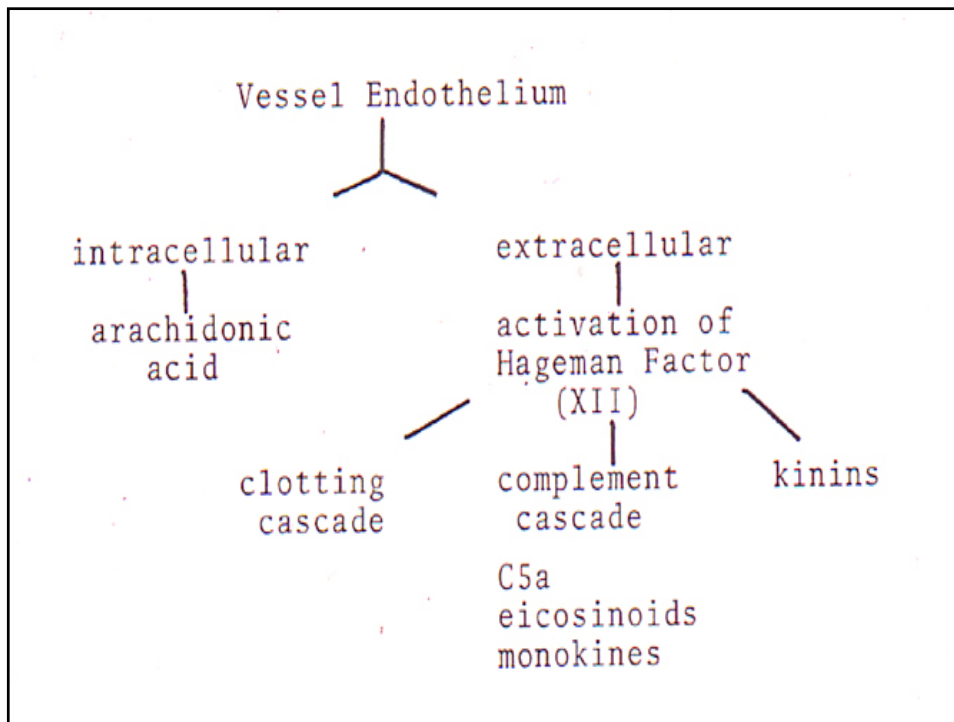 Vessel Endothelium
intracellular
arachidonic
acid
extracellular
activation of
Hageman Factor
(XII)
clotting
cascade
complement
cascade
kinins
C5a
eicosinoids
monokines